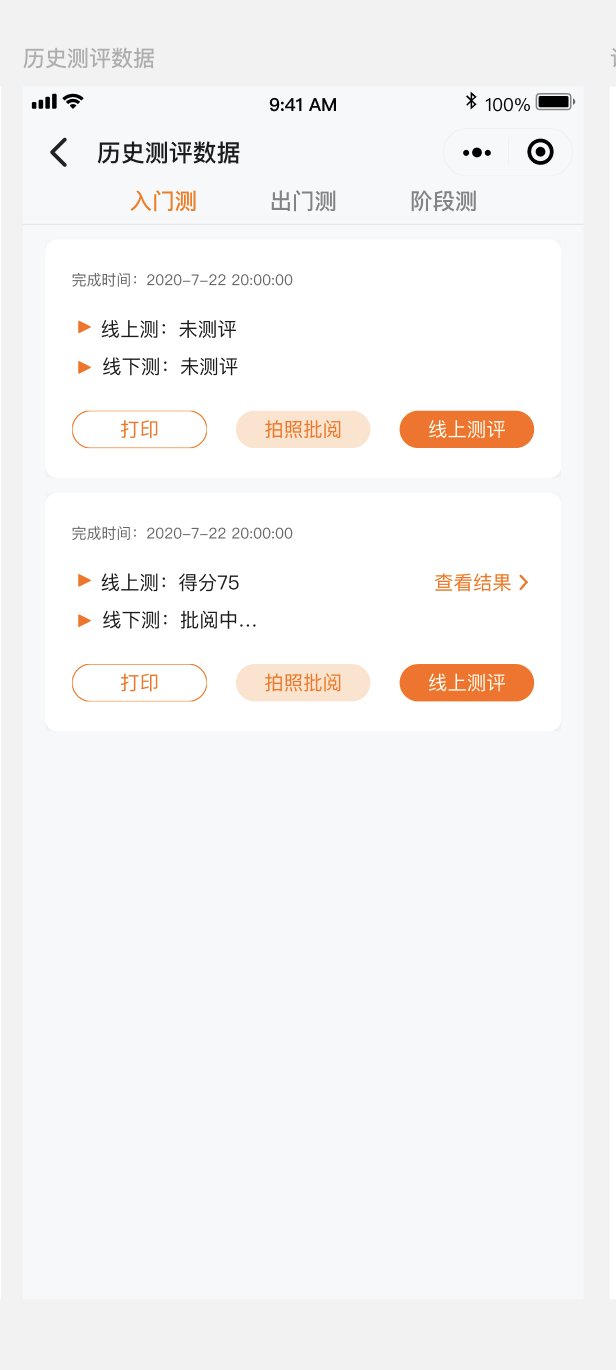 历史测评数据
9:41 AM
100%
历史测评数据
入门测 出门测 阶段测
完成时间：2020-7-22 20:00:00
线上测：未测评
线下测：未测评
打印 拍照批阅 线上测评
完成时间：2020-7-22 20:00:00
线上测：得分75 查看结果
线下测：批阅中...
打印 拍照批阅 线上测评